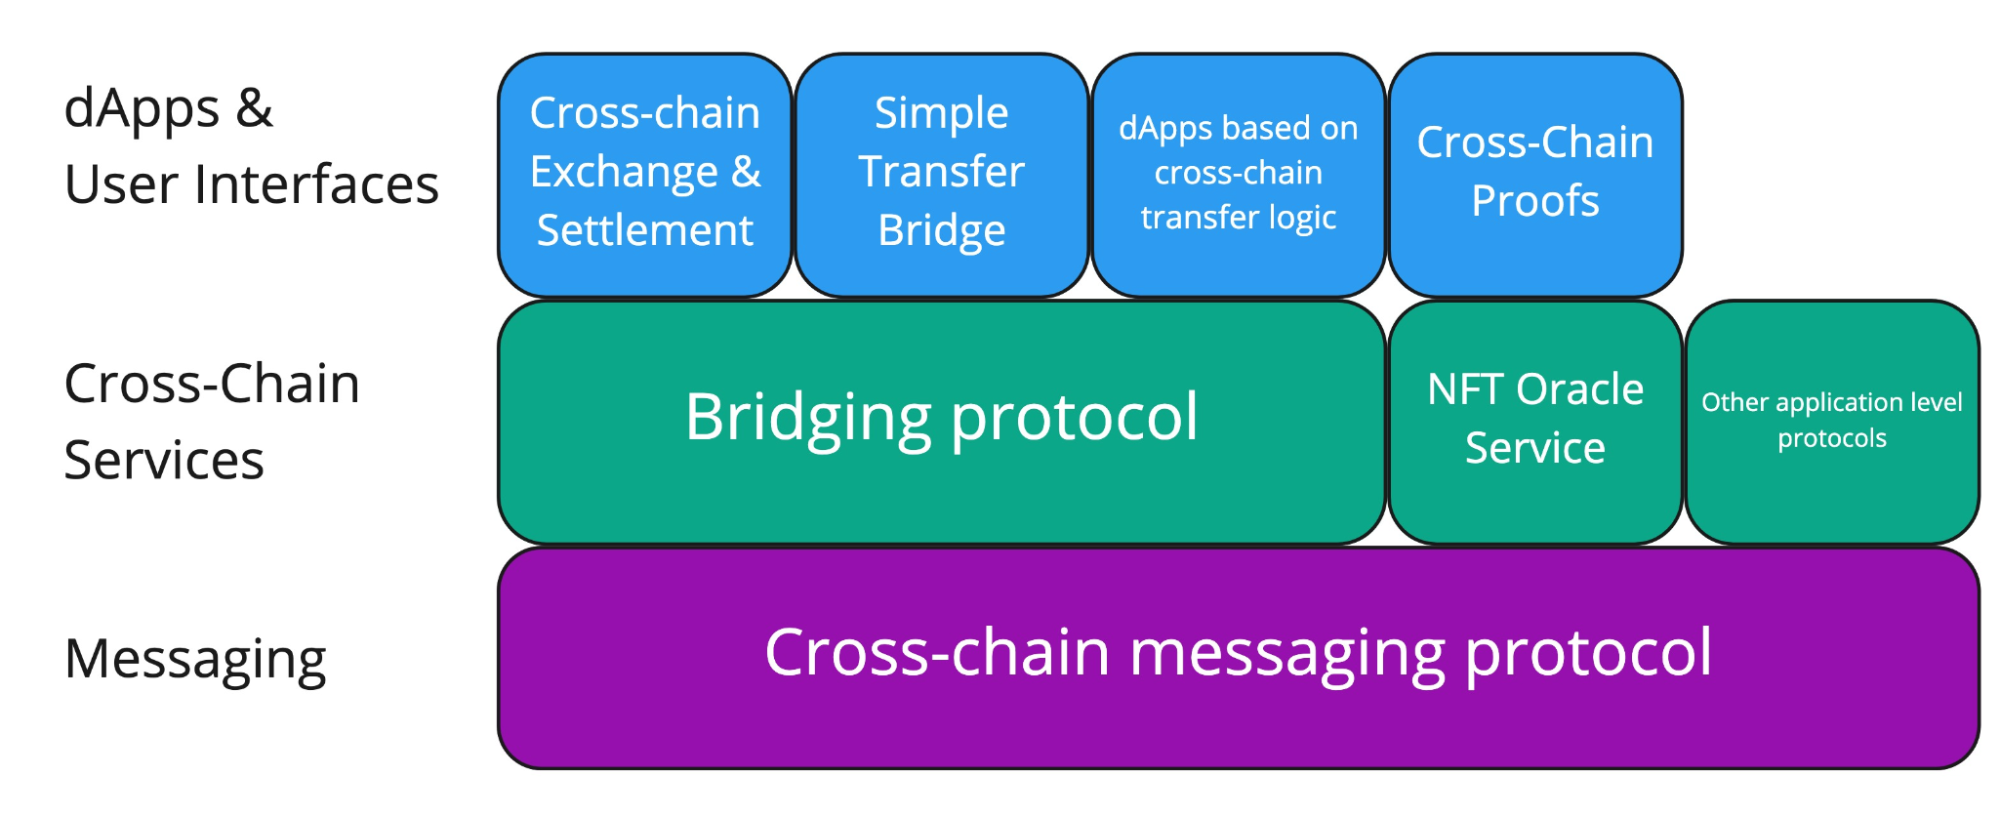 dApps &
User Interfaces
Cross-chain
Exchange &
Settlement
Simple
Transfer
Bridge
dApps based on
cross-chain
transfer logic
Cross-Chain
Proofs
Cross-Chain
Services
Bridging protocol
NFT Oracle
Service
Other application level
protocols
Messaging
Cross-chain messaging protocol